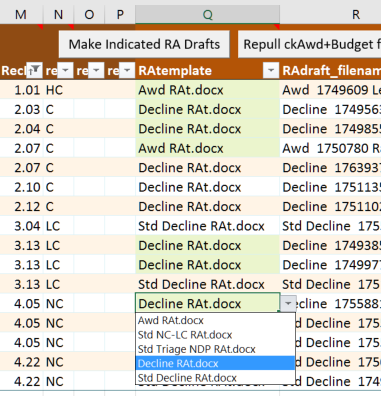 M N O P Q R
Make Indicated RA Drafts Repull ckAwd+Budget f
Recl re re re RAtemplate RAdraft_filenam
1.01 HC Awd RAt.docx Awd 1749609 Le
2.03 C Decline RAt.docx Decline 174956
2.04 C Decline RAt.docx Decline 174985
2.07 C Awd RAt.docx Awd 1750780 R
2.07 C Decline RAt.docx Decline 176393
2.10 C Decline RAt.docx Decline 175113
2.12 C Decline RAt.docx Decline 175110
3.04 LC Std Decline RAt.docx Std Decline 175
3.13 LC Decline RAt.docx Decline 174938
3.13 LC Decline RAt.docx Decline 174997
3.13 LC Std Decline RAt.docx Std Decline 175
4.05 NC Decline RAt.docx ecline 175588
4.05 NC Awd RAt.docx d Decline 175
4.05 NC Std NC-LC RAt.docx d Decline 175
Std Triage NDP RAt.docx
4.22 NC Decline RAt.docx d Decline 175
4.22 NC Std Decline RAt.docx Std Decline 174